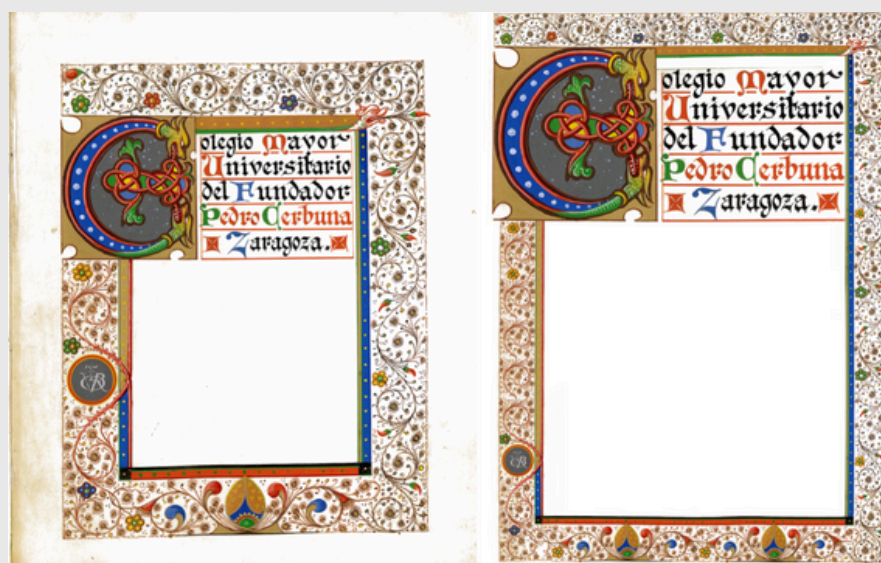 Colegio Mayor
Universitario
del Fundador
Pedro Cerbuna
Zaragoza.
Colegio Mayor
Universitario
del Fundador
Pedro Cerbuna
Zaragoza.